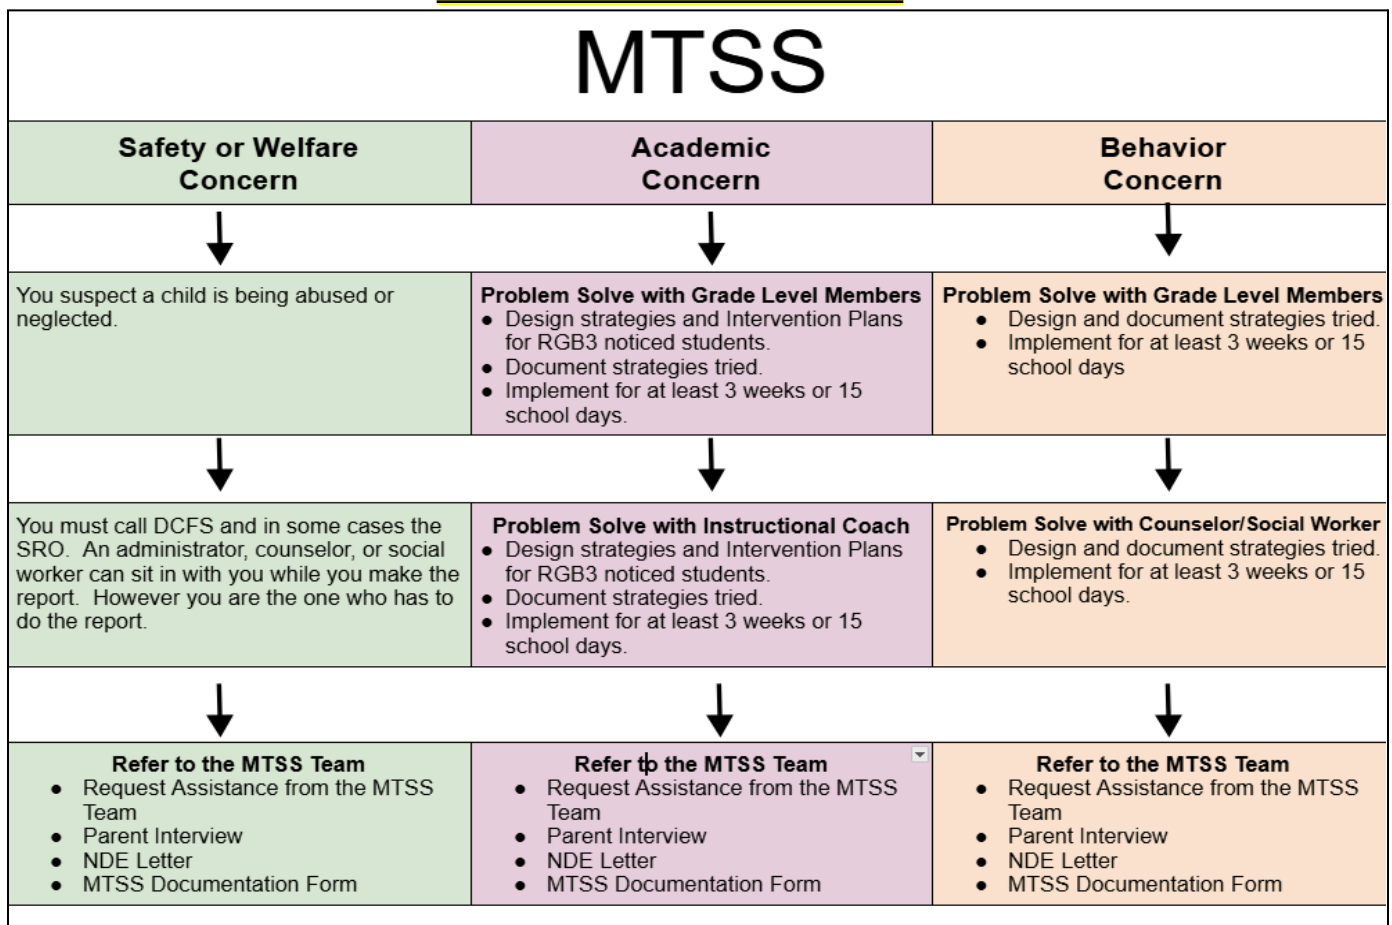 MTSS
Safety or Welfare
Concern
Academic
Concern
Behavior
Concern
You suspect a child is being abused or
neglected.
Problem Solve with Grade Level Members
● Design strategies and Intervention Plans
for RGB3 noticed students.
● Document strategies tried.
● Implement for at least 3 weeks or 15
school days.
Problem Solve with Grade Level Members
● Design and document strategies tried.
● Implement for at least 3 weeks or 15
school days
You must call DCFS and in some cases the
SRO.  An administrator, counselor, or social
worker can sit in with you while you make the
report.  However you are the one who has to
do the report.
Problem Solve with Instructional Coach
● Design strategies and Intervention Plans
for RGB3 noticed students.
● Document strategies tried.
● Implement for at least 3 weeks or 15
school days.
Problem Solve with Counselor/Social Worker
● Design and document strategies tried.
● Implement for at least 3 weeks or 15
school days.
Refer to the MTSS Team
● Request Assistance from the MTSS
Team
● Parent Interview
● NDE Letter
● MTSS Documentation Form
Refer to the MTSS Team
● Request Assistance from the MTSS
Team
● Parent Interview
● NDE Letter
● MTSS Documentation Form
Refer to the MTSS Team
● Request Assistance from the MTSS
Team
● Parent Interview
● NDE Letter
● MTSS Documentation Form